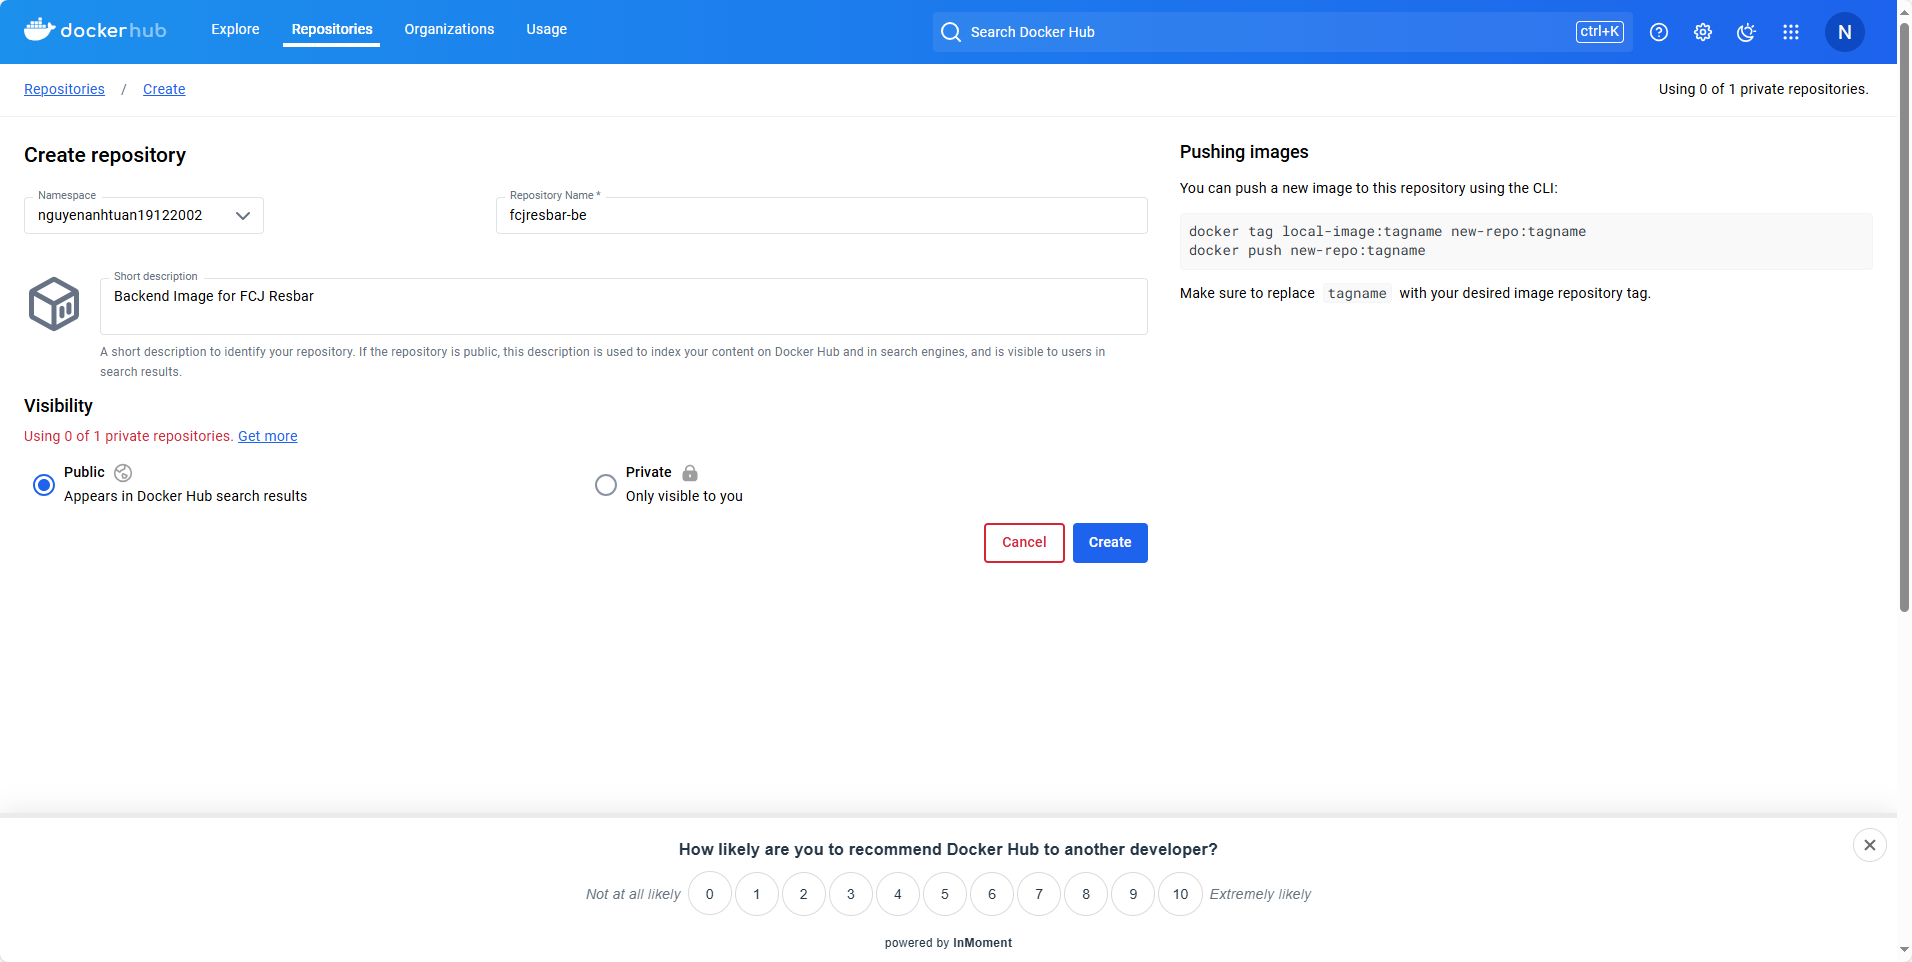 dockerhub
Explore
Repositories
Organizations
Usage
Search Docker Hub
ctrl+K
N
Repositories / Create
Using 0 of 1 private repositories.
Create repository
Namespace
nguyenanhtuan19122002
Repository Name *
fcjresbar-be
Short description
Backend Image for FCJ Resbar
A short description to identify your repository. If the repository is public, this description is used to index your content on Docker Hub and in search engines, and is visible to users in
search results.
Visibility
Using 0 of 1 private repositories. Get more
Public
Appears in Docker Hub search results
Private
Only visible to you
Cancel
Create
Pushing images
You can push a new image to this repository using the CLI:
docker tag local-image:tagname new-repo:tagname
docker push new-repo:tagname
Make sure to replace tagname with your desired image repository tag.
How likely are you to recommend Docker Hub to another developer?
Not at all likely 0 1 2 3 4 5 6 7 8 9 10 Extremely likely
powered by InMoment